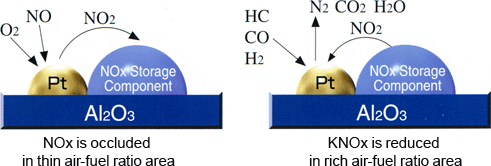 O2
NO
NO2
Pt
NOx Storage
Component
Al2O3
NOx is occluded
in thin air-fuel ratio area
HC
CO
H2
N2 CO2 H2O
NO2
Pt
NOx Storage
Component
Al2O3
KNOx is reduced
in rich air-fuel ratio area